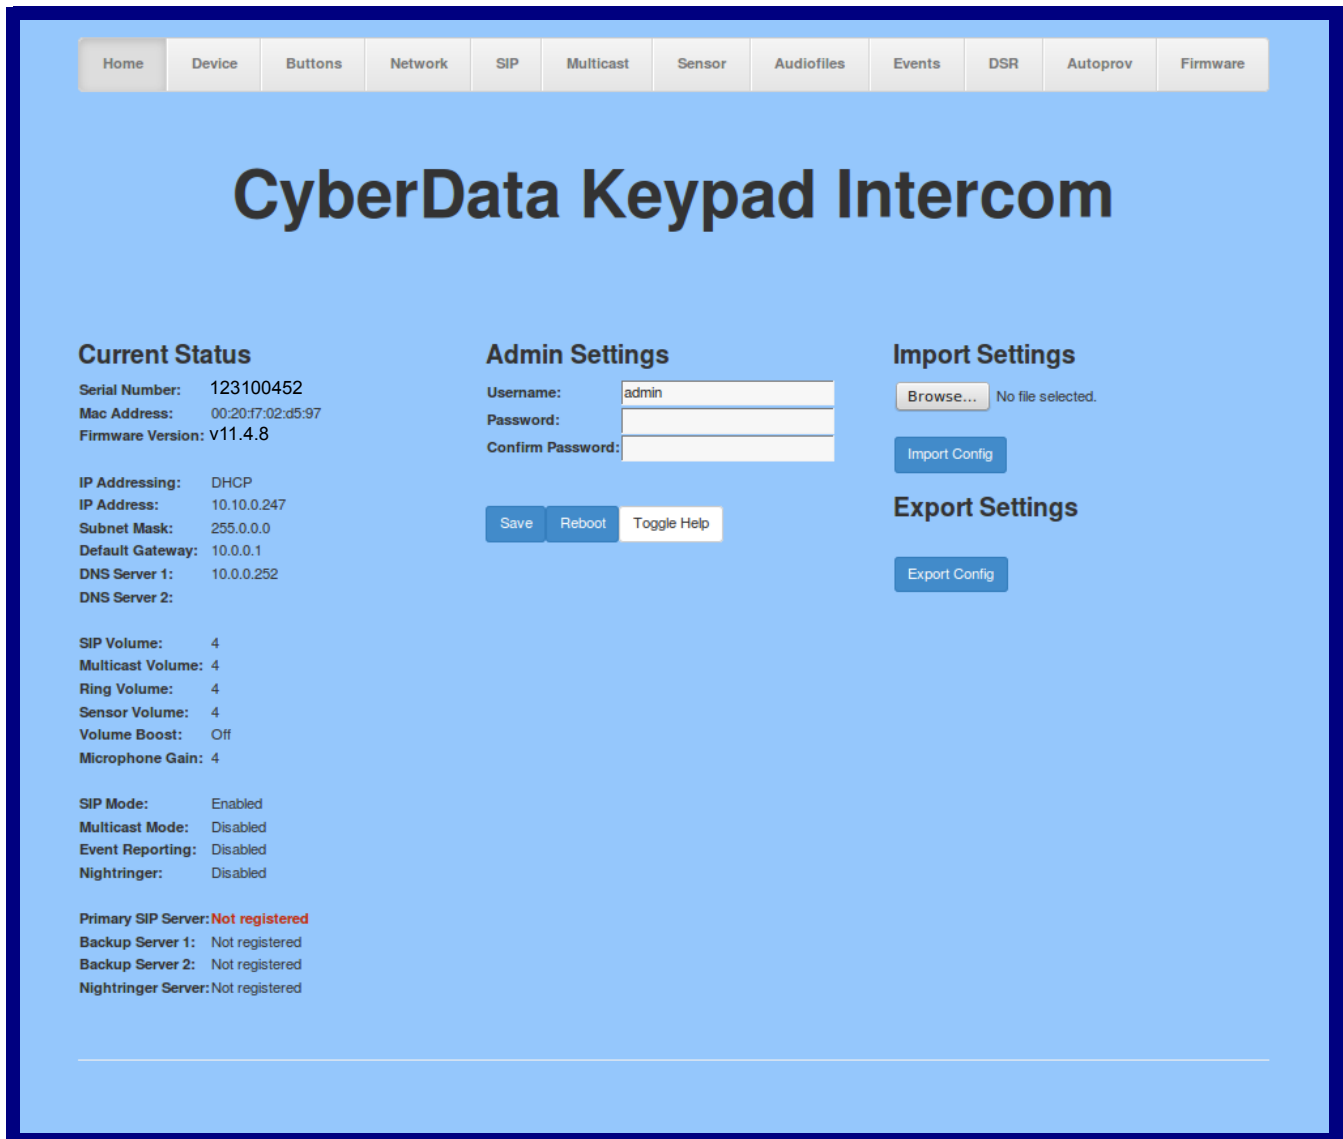 Home Device Buttons Network SIP Multicast Sensor Audiofiles Events DSR Autoprov Firmware
CyberData Keypad Intercom
Current Status
Serial Number: 123100452
Mac Address: 00:20:f7:02:d5:97
Firmware Version: v11.4.8
IP Addressing: DHCP
IP Address: 10.10.0.247
Subnet Mask: 255.0.0.0
Default Gateway: 10.0.0.1
DNS Server 1: 10.0.0.252
DNS Server 2:
SIP Volume: 4
Multicast Volume: 4
Ring Volume: 4
Sensor Volume: 4
Volume Boost: Off
Microphone Gain: 4
SIP Mode: Enabled
Multicast Mode: Disabled
Event Reporting: Disabled
Nightringer: Disabled
Primary SIP Server: Not registered
Backup Server 1: Not registered
Backup Server 2: Not registered
Nightringer Server: Not registered
Admin Settings
Username: admin
Password:
Confirm Password:
Save Reboot Toggle Help
Import Settings
Browse... No file selected.
Import Config
Export Settings
Export Config